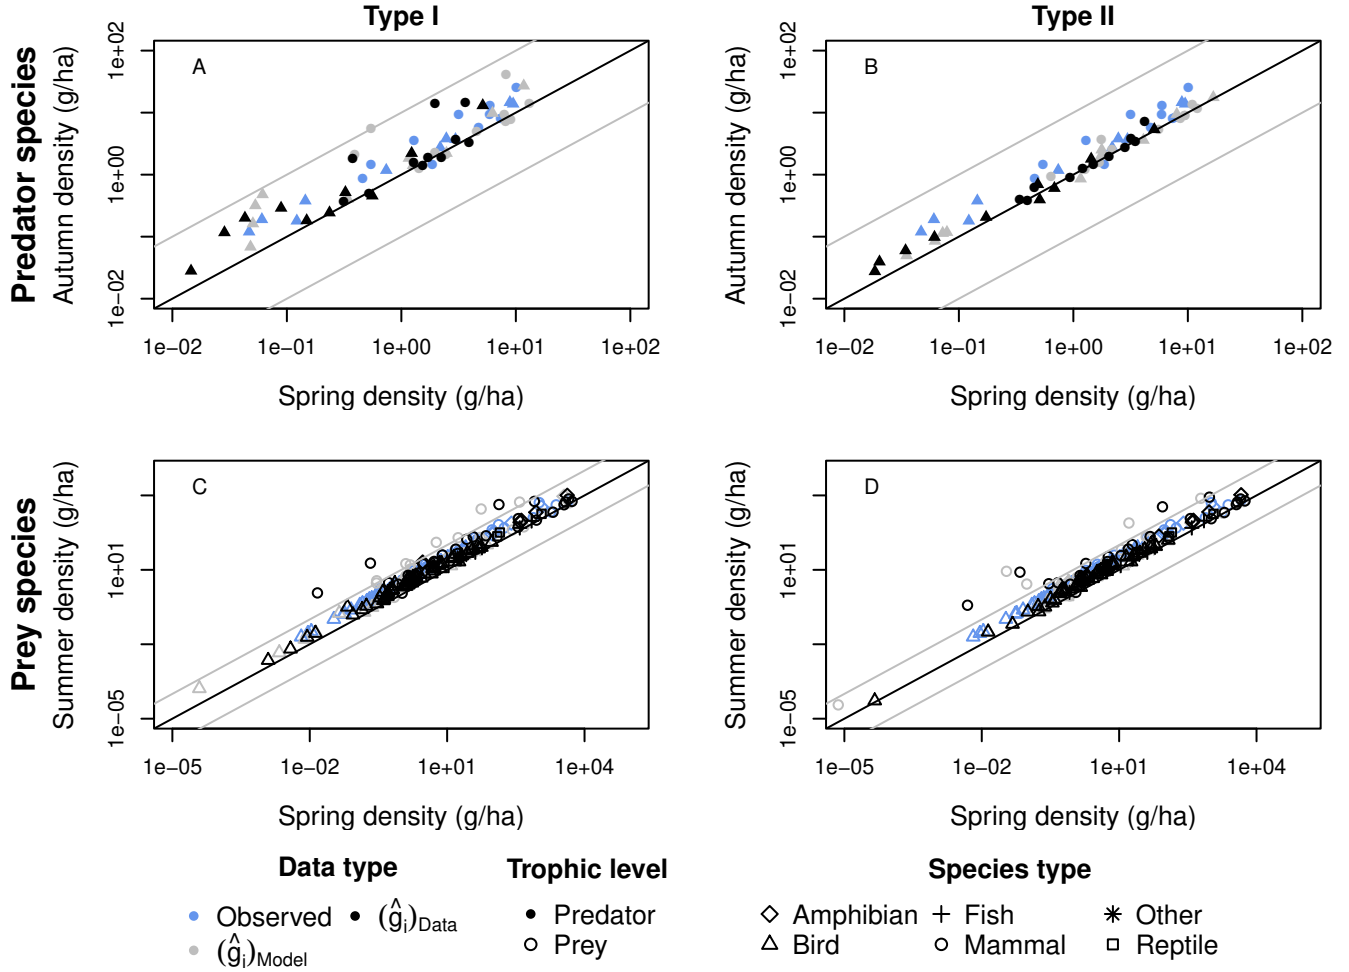 Type I
Type II
Predator species
Autumn density (g/ha)
1e+02
1e+00
1e−02
A
1e−02 1e−01 1e+00 1e+01 1e+02
Spring density (g/ha)
Autumn density (g/ha)
1e+02
1e+00
1e−02
B
1e−02 1e−01 1e+00 1e+01 1e+02
Spring density (g/ha)
Prey species
Summer density (g/ha)
1e+01
1e−05
C
1e−05 1e−02 1e+01 1e+04
Spring density (g/ha)
Summer density (g/ha)
1e+01
1e−05
D
1e−05 1e−02 1e+01 1e+04
Spring density (g/ha)
Data type
Observed
(ĝi)Data
(ĝi)Model
Trophic level
Predator
Prey
Species type
Amphibian
Fish
Other
Bird
Mammal
Reptile